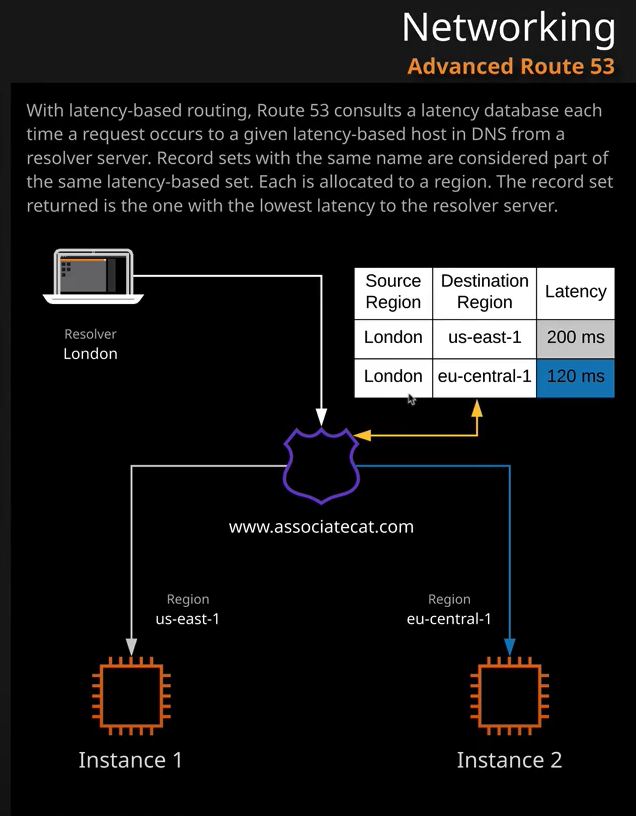 Networking
Advanced Route 53
With latency-based routing, Route 53 consults a latency database each
time a request occurs to a given latency-based host in DNS from a
resolver server. Record sets with the same name are considered part of
the same latency-based set. Each is allocated to a region. The record set
returned is the one with the lowest latency to the resolver server.
Resolver
London
Source Region | Destination Region | Latency
London | us-east-1 | 200 ms
London | eu-central-1 | 120 ms
www.associatecat.com
Region
us-east-1
Region
eu-central-1
Instance 1
Instance 2